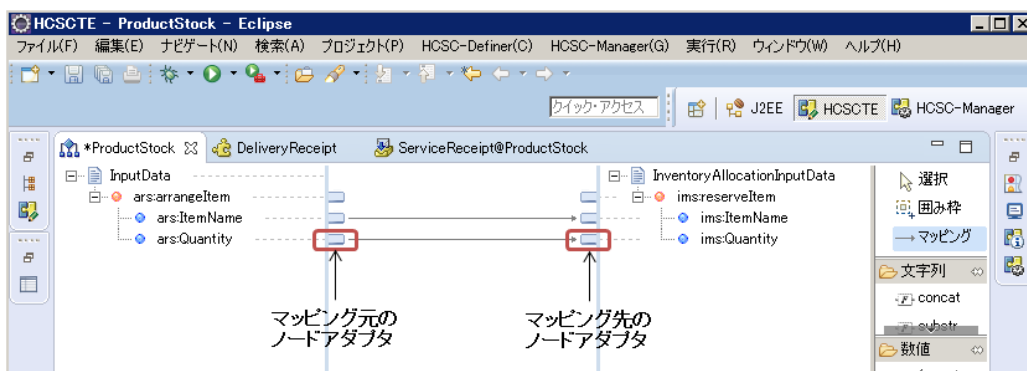 HCSCTE - ProductStock - Eclipse
ファイル(F) 編集(E) ナビゲート(N) 検索(A) プロジェクト(P) HCSC-Definer(C) HCSC-Manager(G) 実行(R) ウィンドウ(W) ヘルプ(H)
クイック・アクセス J2EE HCSCTE HCSC-Manager
*ProductStock DeliveryReceipt ServiceReceipt@ProductStock
InputData InventoryAllocationInputData 選択
ars:arrangeItem ims:reserveItem 囲み枠
ars:ItemName ims:ItemName
ars:Quantity ims:Quantity マッピング
文字列
concat
マッピング元の マッピング先の
ノードアダプタ ノードアダプタ
substr
数値